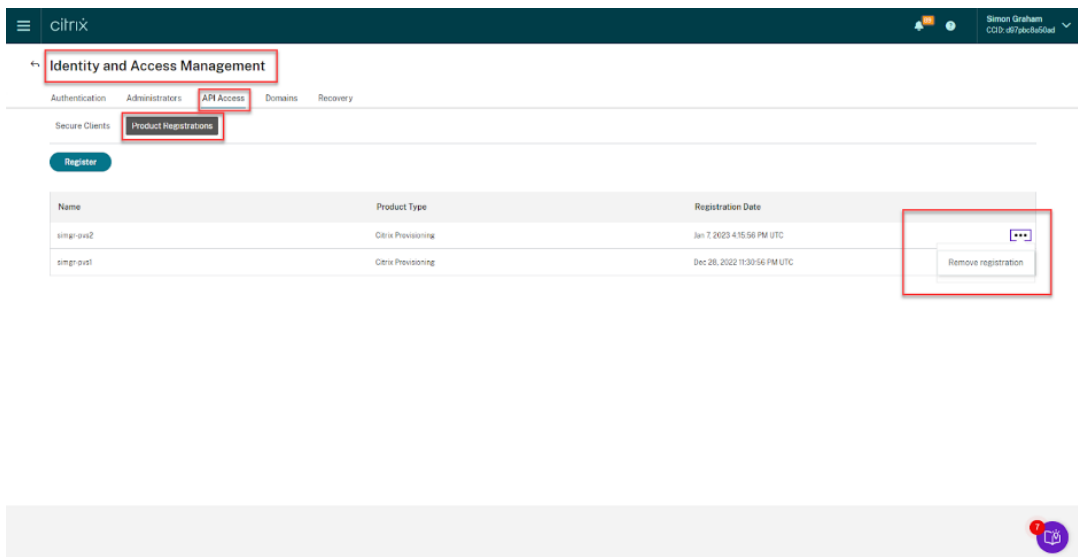 citrix
Simon Graham
CCID: d97pbc8a50ad
Identity and Access Management
Authentication Administrators API Access Domains Recovery
Secure Clients Product Registrations
Register
Name Product Type Registration Date
simgr-pvs2 Citrix Provisioning Jan 7, 2023 4:15:56 PM UTC
simgr-pvs1 Citrix Provisioning Dec 28, 2022 11:30:56 PM UTC
Remove registration
7